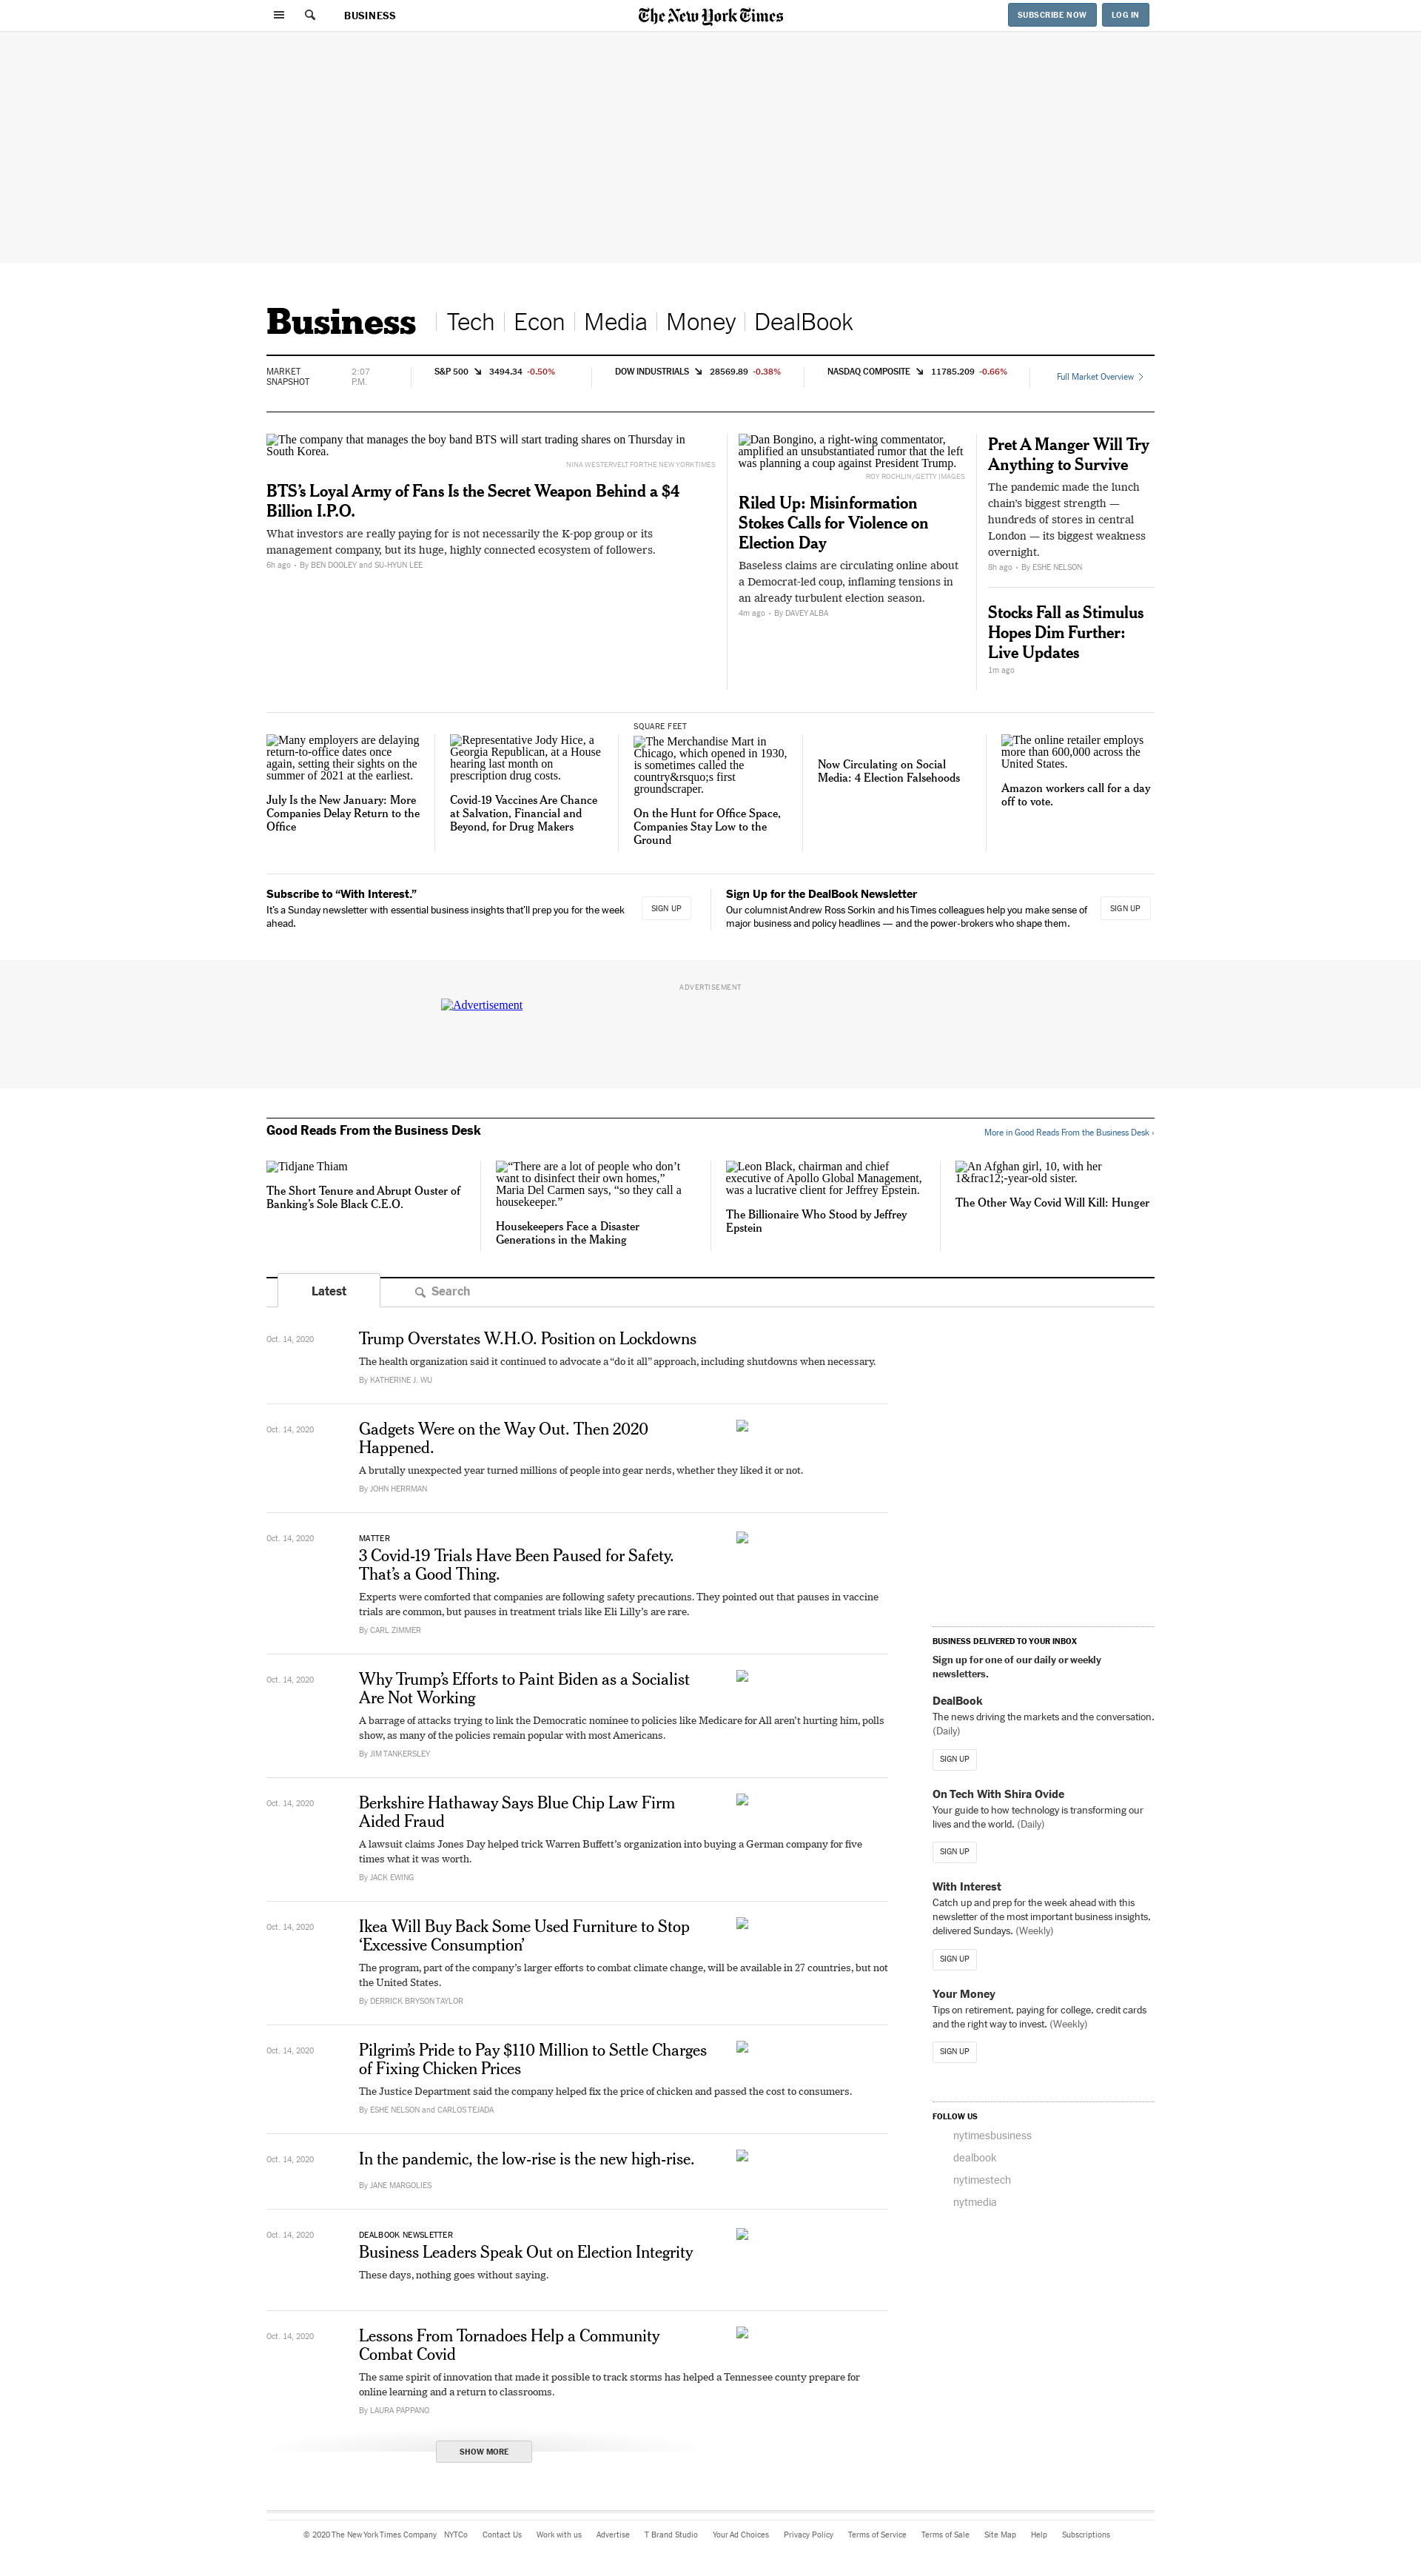 BUSINESS
The New York Times
SUBSCRIBE NOW
LOG IN
Business
Tech
Econ
Media
Money
DealBook
MARKET
SNAPSHOT
2:07
P.M.
S&P 500 3494.34 -0.50%
DOW INDUSTRIALS 28569.89 -0.38%
NASDAQ COMPOSITE 11785.209 -0.66%
Full Market Overview
The company that manages the boy band BTS will start trading shares on Thursday in
South Korea.
NINA WESTERVELT FOR THE NEW YORK TIMES
BTS’s Loyal Army of Fans Is the Secret Weapon Behind a $4
Billion I.P.O.
What investors are really paying for is not necessarily the K-pop group or its
management company, but its huge, highly connected ecosystem of followers.
6h ago • By BEN DOOLEY and SU-HYUN LEE
Dan Bongino, a right-wing commentator,
amplified an unsubstantiated rumor that the left
was planning a coup against President Trump.
ROY ROCHLIN/GETTY IMAGES
Riled Up: Misinformation
Stokes Calls for Violence on
Election Day
Baseless claims are circulating online about
a Democrat-led coup, inflaming tensions in
an already turbulent election season.
4m ago • By DAVEY ALBA
Pret A Manger Will Try
Anything to Survive
The pandemic made the lunch
chain’s biggest strength —
hundreds of stores in central
London — its biggest weakness
overnight.
8h ago • By ESHE NELSON
Stocks Fall as Stimulus
Hopes Dim Further:
Live Updates
1m ago
Many employers are delaying
return-to-office dates once
again, setting their sights on the
summer of 2021 at the earliest.
July Is the New January: More
Companies Delay Return to the
Office
Representative Jody Hice, a
Georgia Republican, at a House
hearing last month on
prescription drug costs.
Covid-19 Vaccines Are Chance
at Salvation, Financial and
Beyond, for Drug Makers
SQUARE FEET
The Merchandise Mart in
Chicago, which opened in 1930,
is sometimes called the
country&rsquo;s first
groundscraper.
On the Hunt for Office Space,
Companies Stay Low to the
Ground
Now Circulating on Social
Media: 4 Election Falsehoods
The online retailer employs
more than 600,000 across the
United States.
Amazon workers call for a day
off to vote.
Subscribe to “With Interest.”
It’s a Sunday newsletter with essential business insights that’ll prep you for the week
ahead.
SIGN UP
Sign Up for the DealBook Newsletter
Our columnist Andrew Ross Sorkin and his Times colleagues help you make sense of
major business and policy headlines — and the power-brokers who shape them.
SIGN UP
ADVERTISEMENT
Advertisement
Good Reads From the Business Desk
More in Good Reads From the Business Desk ›
Tidjane Thiam
The Short Tenure and Abrupt Ouster of
Banking’s Sole Black C.E.O.
“There are a lot of people who don’t
want to disinfect their own homes,”
Maria Del Carmen says, “so they call a
housekeeper.”
Housekeepers Face a Disaster
Generations in the Making
Leon Black, chairman and chief
executive of Apollo Global Management,
was a lucrative client for Jeffrey Epstein.
The Billionaire Who Stood by Jeffrey
Epstein
An Afghan girl, 10, with her
1&frac12;-year-old sister.
The Other Way Covid Will Kill: Hunger
Latest
Search
Oct. 14, 2020
Trump Overstates W.H.O. Position on Lockdowns
The health organization said it continued to advocate a “do it all” approach, including shutdowns when necessary.
By KATHERINE J. WU
Oct. 14, 2020
Gadgets Were on the Way Out. Then 2020
Happened.
A brutally unexpected year turned millions of people into gear nerds, whether they liked it or not.
By JOHN HERRMAN
Oct. 14, 2020
MATTER
3 Covid-19 Trials Have Been Paused for Safety.
That’s a Good Thing.
Experts were comforted that companies are following safety precautions. They pointed out that pauses in vaccine
trials are common, but pauses in treatment trials like Eli Lilly’s are rare.
By CARL ZIMMER
Oct. 14, 2020
Why Trump’s Efforts to Paint Biden as a Socialist
Are Not Working
A barrage of attacks trying to link the Democratic nominee to policies like Medicare for All aren’t hurting him, polls
show, as many of the policies remain popular with most Americans.
By JIM TANKERSLEY
Oct. 14, 2020
Berkshire Hathaway Says Blue Chip Law Firm
Aided Fraud
A lawsuit claims Jones Day helped trick Warren Buffett’s organization into buying a German company for five
times what it was worth.
By JACK EWING
Oct. 14, 2020
Ikea Will Buy Back Some Used Furniture to Stop
‘Excessive Consumption’
The program, part of the company’s larger efforts to combat climate change, will be available in 27 countries, but not
the United States.
By DERRICK BRYSON TAYLOR
Oct. 14, 2020
Pilgrim’s Pride to Pay $110 Million to Settle Charges
of Fixing Chicken Prices
The Justice Department said the company helped fix the price of chicken and passed the cost to consumers.
By ESHE NELSON and CARLOS TEJADA
Oct. 14, 2020
In the pandemic, the low-rise is the new high-rise.
By JANE MARGOLIES
Oct. 14, 2020
DEALBOOK NEWSLETTER
Business Leaders Speak Out on Election Integrity
These days, nothing goes without saying.
Oct. 14, 2020
Lessons From Tornadoes Help a Community
Combat Covid
The same spirit of innovation that made it possible to track storms has helped a Tennessee county prepare for
online learning and a return to classrooms.
By LAURA PAPPANO
SHOW MORE
BUSINESS DELIVERED TO YOUR INBOX
Sign up for one of our daily or weekly
newsletters.
DealBook
The news driving the markets and the conversation.
(Daily)
SIGN UP
On Tech With Shira Ovide
Your guide to how technology is transforming our
lives and the world. (Daily)
SIGN UP
With Interest
Catch up and prep for the week ahead with this
newsletter of the most important business insights,
delivered Sundays. (Weekly)
SIGN UP
Your Money
Tips on retirement, paying for college, credit cards
and the right way to invest. (Weekly)
SIGN UP
FOLLOW US
nytimesbusiness
dealbook
nytimestech
nytmedia
© 2020 The New York Times Company NYTCo Contact Us Work with us Advertise T Brand Studio Your Ad Choices Privacy Policy Terms of Service Terms of Sale Site Map Help Subscriptions